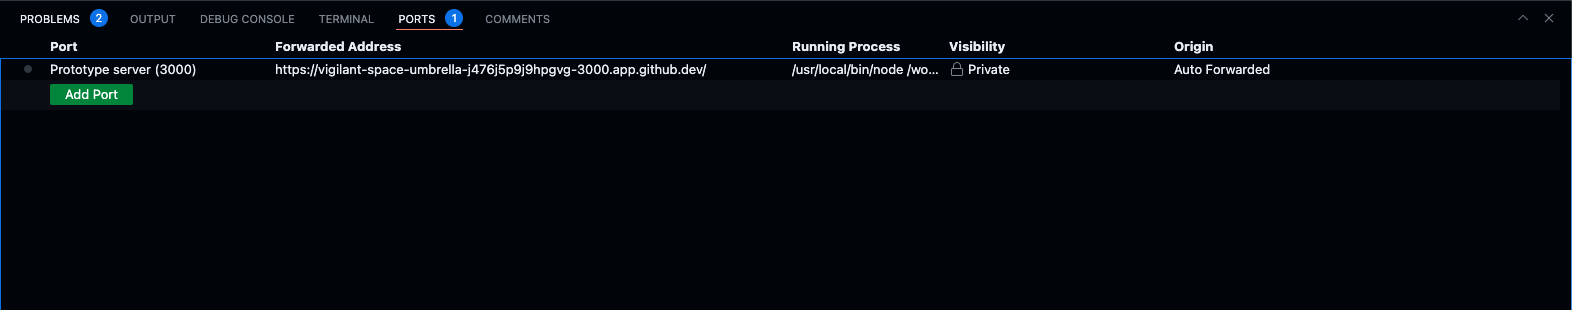 PROBLEMS 2 OUTPUT DEBUG CONSOLE TERMINAL PORTS 1 COMMENTS
Port Forwarded Address Running Process Visibility Origin
Prototype server (3000) https://vigilant-space-umbrella-j476j5p9j9hpgvg-3000.app.github.dev/ /usr/local/bin/node /wo... Private Auto Forwarded
Add Port